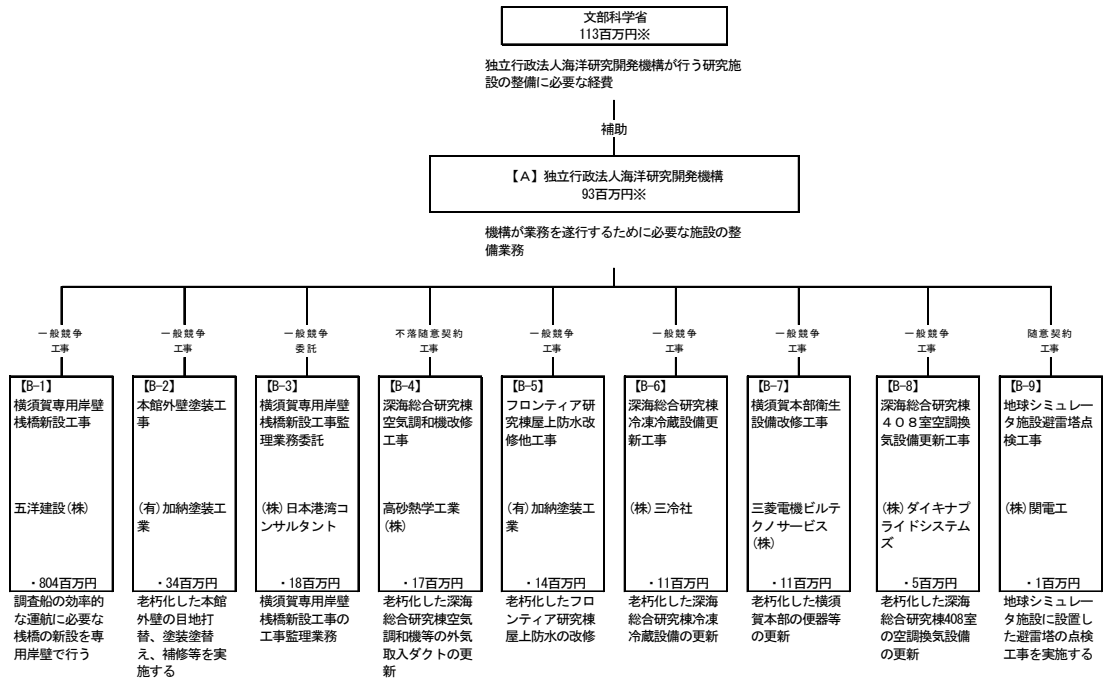 文部科学省
113百万円※
独立行政法人海洋研究開発機構が行う研究施
設の整備に必要な経費
補助
【A】独立行政法人海洋研究開発機構
93百万円※
機構が業務を遂行するために必要な施設の整
備業務
一般競争
工事
【B-1】
横須賀専用岸壁
桟橋新設工事
五洋建設(株)
・804百万円
調査船の効率的
な運航に必要な
桟橋の新設を専
用岸壁で行う
一般競争
工事
【B-2】
本館外壁塗装工
事
(有)加納塗装工
業
・34百万円
老朽化した本館
外壁の目地打
替、塗装塗替
え、補修等を実
施する
一般競争
委託
【B-3】
横須賀専用岸壁
桟橋新設工事監
理業務委託
(株)日本港湾コ
ンサルタント
・18百万円
横須賀専用岸壁
桟橋新設工事の
工事監理業務
不落随意契約
工事
【B-4】
深海総合研究棟
空気調和機改修
工事
高砂熱学工業
(株)
・17百万円
老朽化した深海
総合研究棟空気
調和機等の外気
取入ダクトの更
新
一般競争
工事
【B-5】
フロンティア研
究棟屋上防水改
修他工事
(有)加納塗装工
業
・14百万円
老朽化したフロ
ンティア研究棟
屋上防水の改修
一般競争
工事
【B-6】
深海総合研究棟
冷凍冷蔵設備更
新工事
(株)三冷社
・11百万円
老朽化した深海
総合研究棟冷凍
冷蔵設備の更新
一般競争
工事
【B-7】
横須賀本部衛生
設備改修工事
三菱電機ビルテ
クノサービス
(株)
・11百万円
老朽化した横須
賀本部の便器等
の更新
一般競争
工事
【B-8】
深海総合研究棟
408室空調換
気設備更新工事
(株)ダイキナプ
ライドシステム
ズ
・5百万円
老朽化した深海
総合研究棟408室
の空調換気設備
の更新
随意契約
工事
【B-9】
地球シミュレー
タ施設避雷塔点
検工事
(株)関電工
・1百万円
地球シミュレー
タ施設に設置し
た避雷塔の点検
工事を実施する